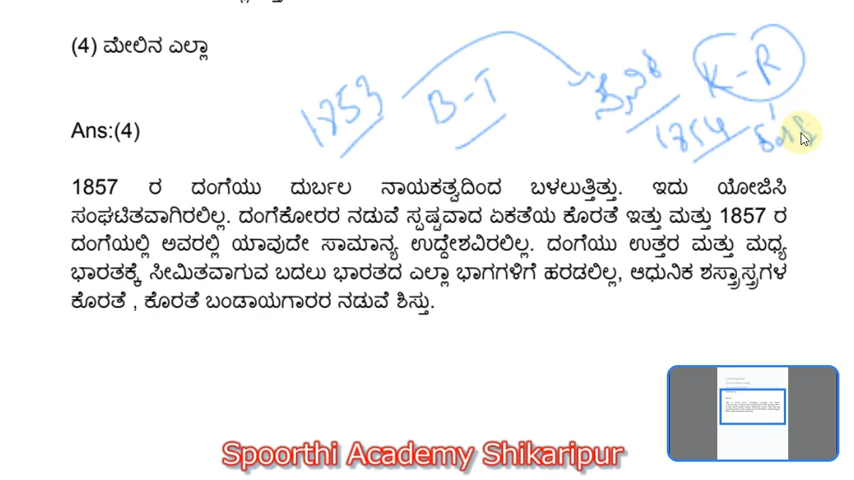 (4) ಮೇಲಿನ ಎಲ್ಲಾ
1853
B-T
K-R
1854
Ans:(4)
1857 ರ ದಂಗೆಯು ದುರ್ಬಲ ನಾಯಕತ್ವದಿಂದ ಬಳಲುತ್ತಿತ್ತು. ಇದು ಯೋಜಿಸಿ
ಸಂಘಟಿತವಾಗಿರಲಿಲ್ಲ. ದಂಗೆಕೋರರ ನಡುವೆ ಸ್ಪಷ್ಟವಾದ ಏಕತೆಯ ಕೊರತೆ ಇತ್ತು ಮತ್ತು 1857 ರ
ದಂಗೆಯಲ್ಲಿ ಅವರಲ್ಲಿ ಯಾವುದೇ ಸಾಮಾನ್ಯ ಉದ್ದೇಶವಿರಲಿಲ್ಲ. ದಂಗೆಯು ಉತ್ತರ ಮತ್ತು ಮಧ್ಯ
ಭಾರತಕ್ಕೆ ಸೀಮಿತವಾಗುವ ಬದಲು ಭಾರತದ ಎಲ್ಲಾ ಭಾಗಗಳಿಗೆ ಹರಡಲಿಲ್ಲ, ಆಧುನಿಕ ಶಸ್ತ್ರಾಸ್ತ್ರಗಳ
ಕೊರತೆ , ಕೊರತೆ ಬಂಡಾಯಗಾರರ ನಡುವೆ ಶಿಸ್ತು.
Spoorthi Academy Shikaripur